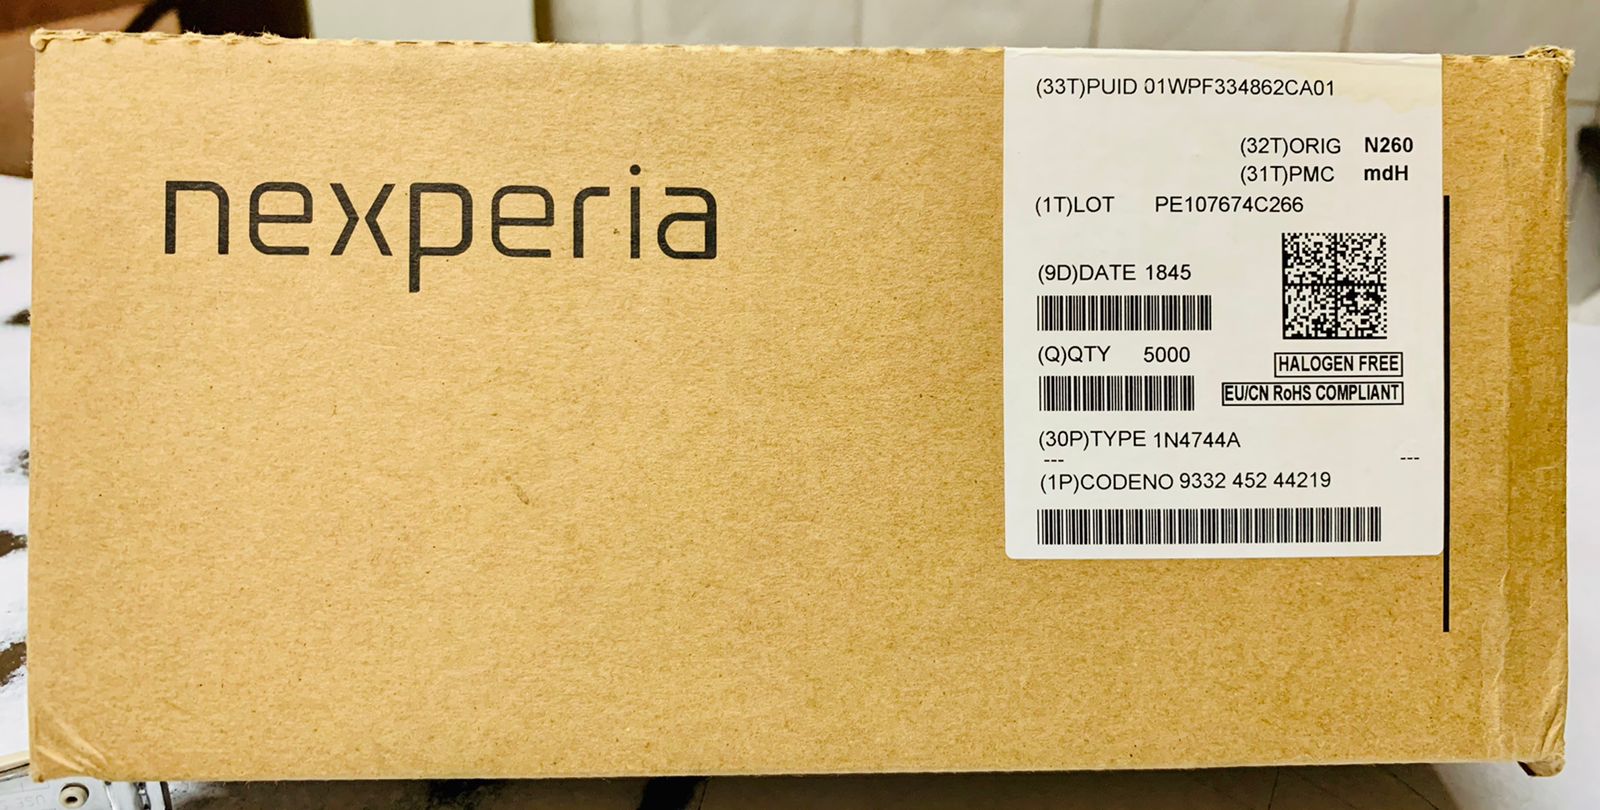 nexperia
(33T)PUID 01WPF334862CA01
(32T)ORIG N260
(31T)PMC mdH
(1T)LOT PE107674C266
(9D)DATE 1845
(Q)QTY 5000
HALOGEN FREE
EU/CN RoHS COMPLIANT
(30P)TYPE 1N4744A
--- ---
(1P)CODENO 9332 452 44219